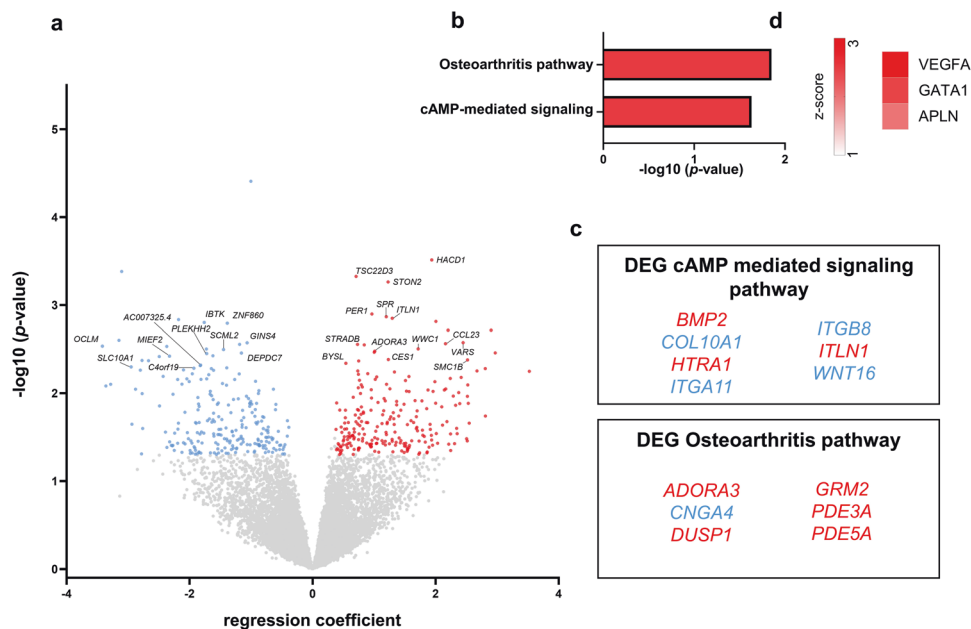 a
-log10 (p-value)
5
4
3
2
1
0
-4
-2
0
2
4
regression coefficient
HACD1
TSC22D3
STON2
SPR
PER1
ITLN1
AC007325.4
IBTK
ZNF860
PLEKHH2
SCML2
GINS4
OCLM
MIEF2
SLC10A1
C4orf19
DEPDC7
STRADB
ADORA3
WWC1
CCL23
BYSL
CES1
VARS
SMC1B
b
Osteoarthritis pathway
cAMP-mediated signaling
0
1
2
-log10 (p-value)
d
z-score
3
1
VEGFA
GATA1
APLN
c
DEG cAMP mediated signaling
pathway
BMP2
COL10A1
HTRA1
ITGA11
ITGB8
ITLN1
WNT16
DEG Osteoarthritis pathway
ADORA3
CNGA4
DUSP1
GRM2
PDE3A
PDE5A